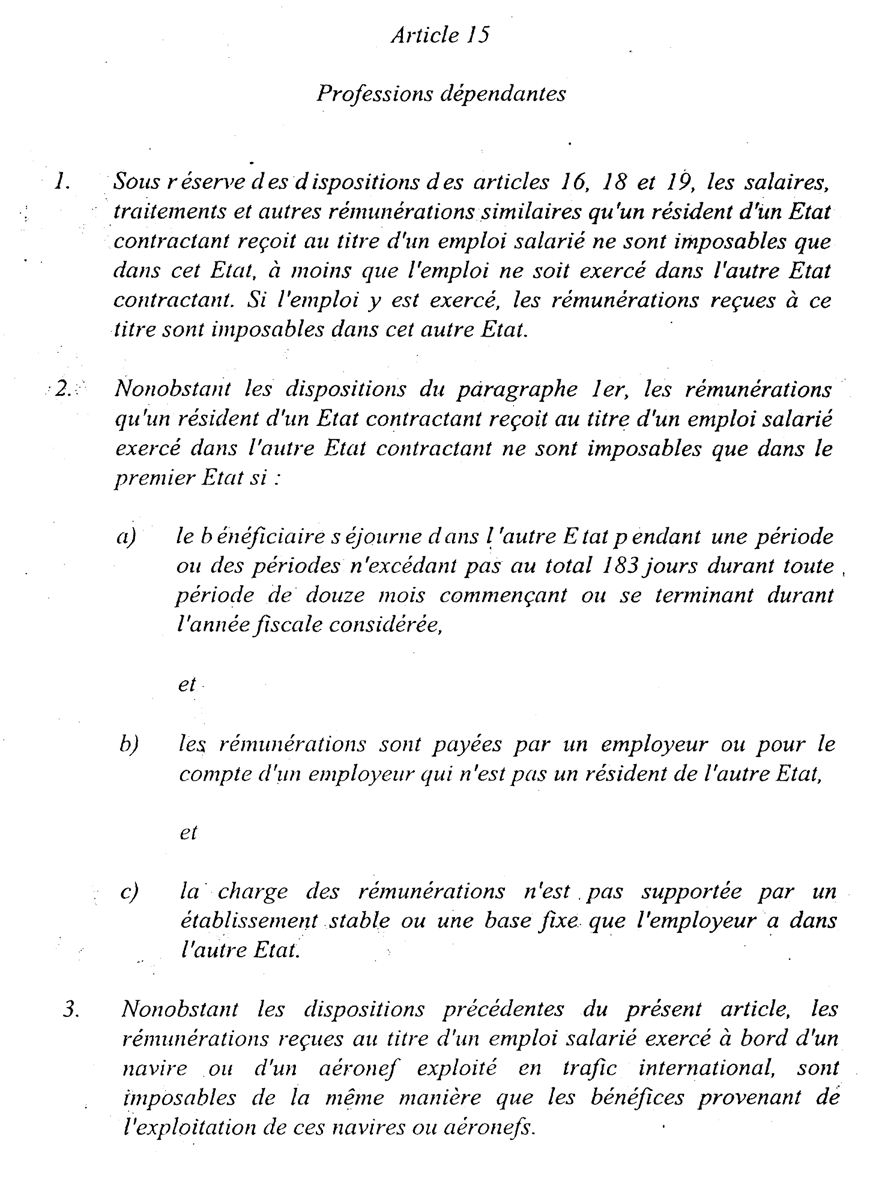 Article 15
Professions dépendantes
1. Sous réserve des dispositions des articles 16, 18 et 19, les salaires,
traitements et autres rémunérations similaires qu'un résident d'un Etat
contractant reçoit au titre d'un emploi salarié ne sont imposables que
dans cet Etat, à moins que l'emploi ne soit exercé dans l'autre Etat
contractant. Si l'emploi y est exercé, les rémunérations reçues à ce
titre sont imposables dans cet autre Etat.
2. Nonobstant les dispositions du paragraphe 1er, les rémunérations
qu'un résident d'un Etat contractant reçoit au titre d'un emploi salarié
exercé dans l'autre Etat contractant ne sont imposables que dans le
premier Etat si :
a) le bénéficiaire séjourne dans l'autre Etat pendant une période
ou des périodes n'excédant pas au total 183 jours durant toute
période de douze mois commençant ou se terminant durant
l'année fiscale considérée,
et
b) les rémunérations sont payées par un employeur ou pour le
compte d'un employeur qui n'est pas un résident de l'autre Etat,
et
c) la charge des rémunérations n'est pas supportée par un
établissement stable ou une base fixe que l'employeur a dans
l'autre Etat.
3. Nonobstant les dispositions précédentes du présent article, les
rémunérations reçues au titre d'un emploi salarié exercé à bord d'un
navire ou d'un aéronef exploité en trafic international, sont
imposables de la même manière que les bénéfices provenant de
l'exploitation de ces navires ou aéronefs.